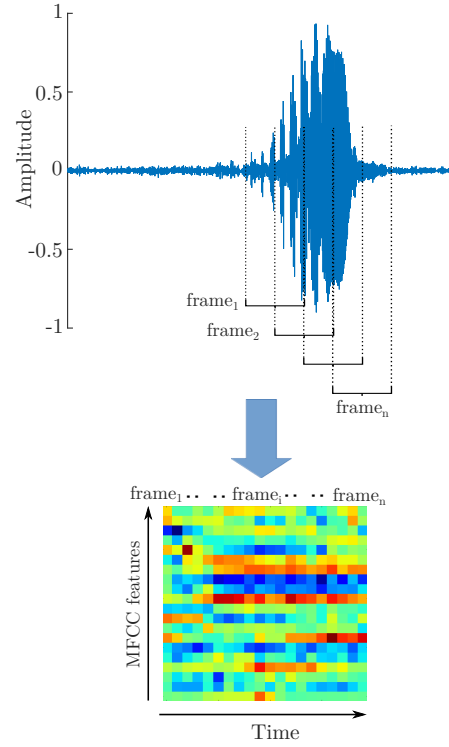 1
0.5
0
-0.5
-1
Amplitude
frame1
frame2
framen
frame1 .. .. framei .. .. framen
MFCC features
Time